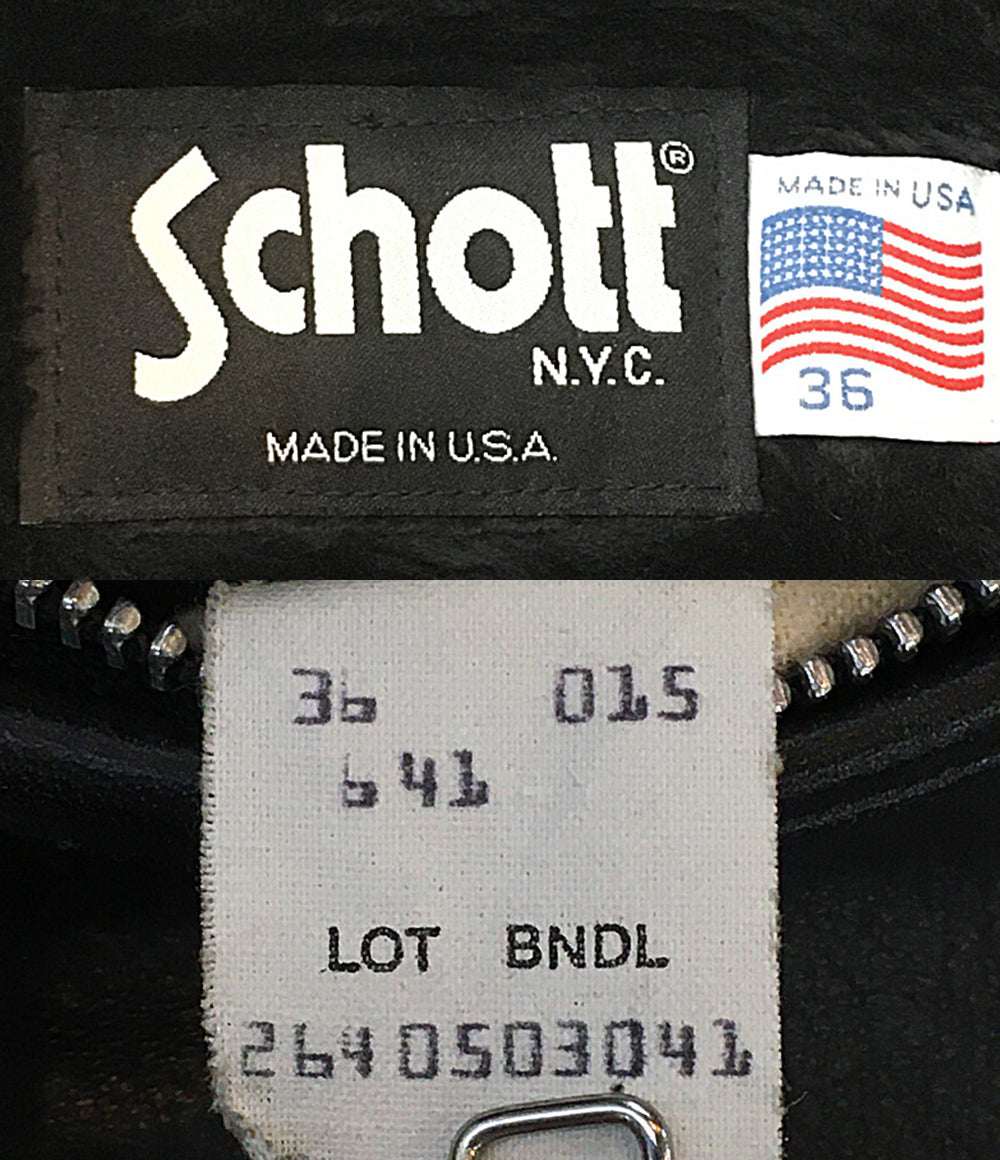 Schott®
N.Y.C.
MADE IN U.S.A.
MADE IN USA
36
36 015
641
LOT BNDL
2640503041